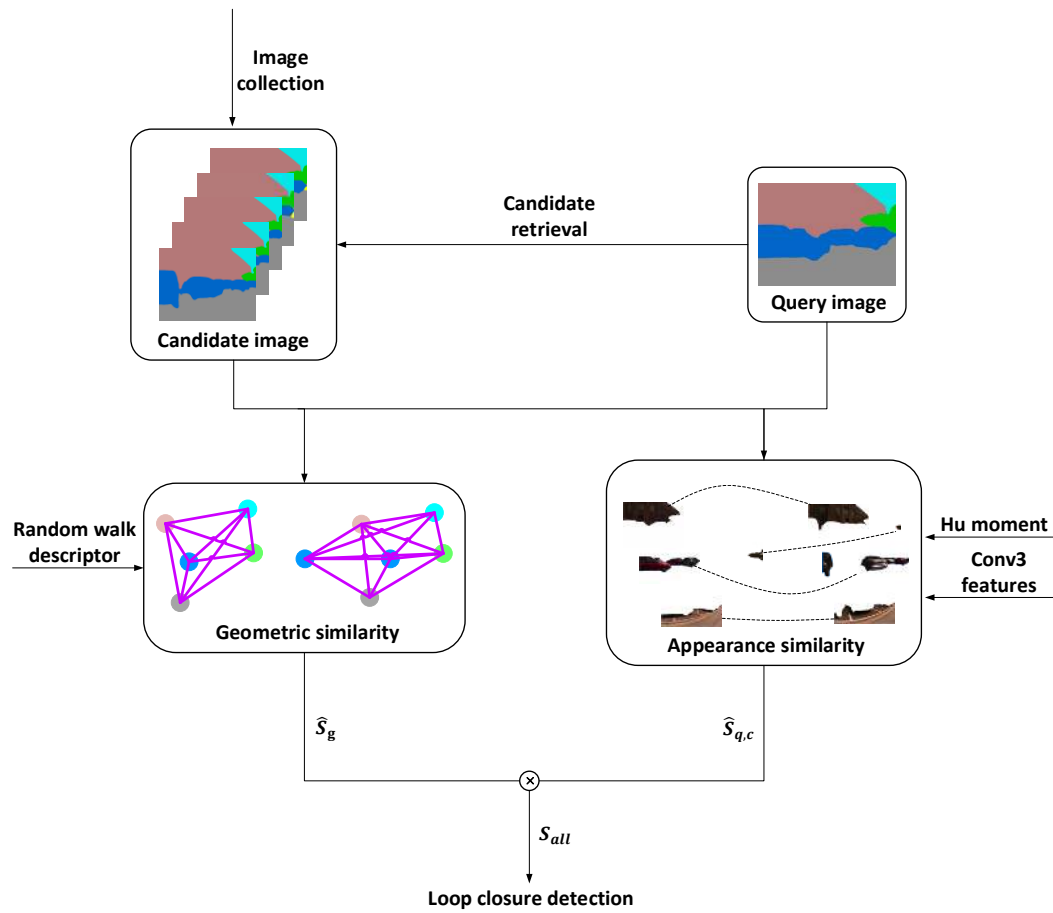 Image
collection
Candidate
retrieval
Query image
Candidate image
Random walk
descriptor
Geometric similarity
Hu moment
Conv3
features
Appearance similarity
Ŝg
Ŝq,c
×
Sall
Loop closure detection